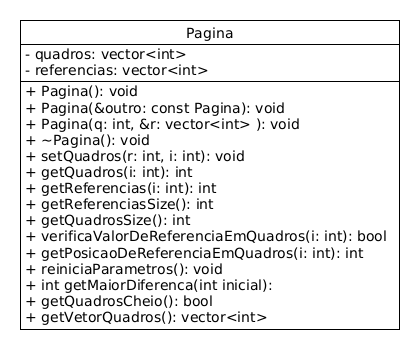 Pagina
- quadros: vector<int>
- referencias: vector<int>
+ Pagina(): void
+ Pagina(&outro: const Pagina): void
+ Pagina(q: int, &r: vector<int> ): void
+ ~Pagina(): void
+ setQuadros(r: int, i: int): void
+ getQuadros(i: int): int
+ getReferencias(i: int): int
+ getReferenciasSize(): int
+ getQuadrosSize(): int
+ verificaValorDeReferenciaEmQuadros(i: int): bool
+ getPosicaoDeReferenciaEmQuadros(i: int): int
+ reiniciaParametros(): void
+ int getMaiorDiferenca(int inicial):
+ getQuadrosCheio(): bool
+ getVetorQuadros(): vector<int>